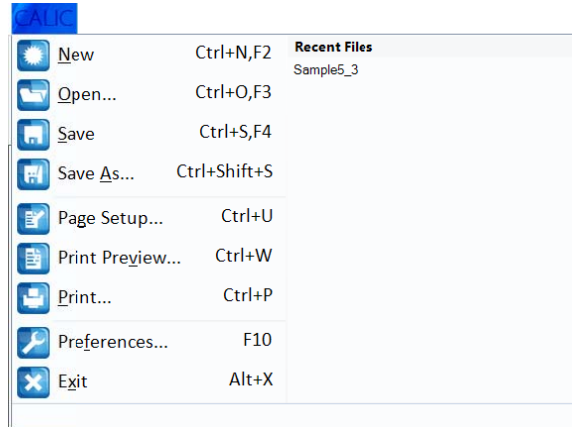 CALIC
New Ctrl+N,F2
Open... Ctrl+O,F3
Save Ctrl+S,F4
Save As... Ctrl+Shift+S
Page Setup... Ctrl+U
Print Preview... Ctrl+W
Print... Ctrl+P
Preferences... F10
Exit Alt+X
Recent Files
Sample5_3